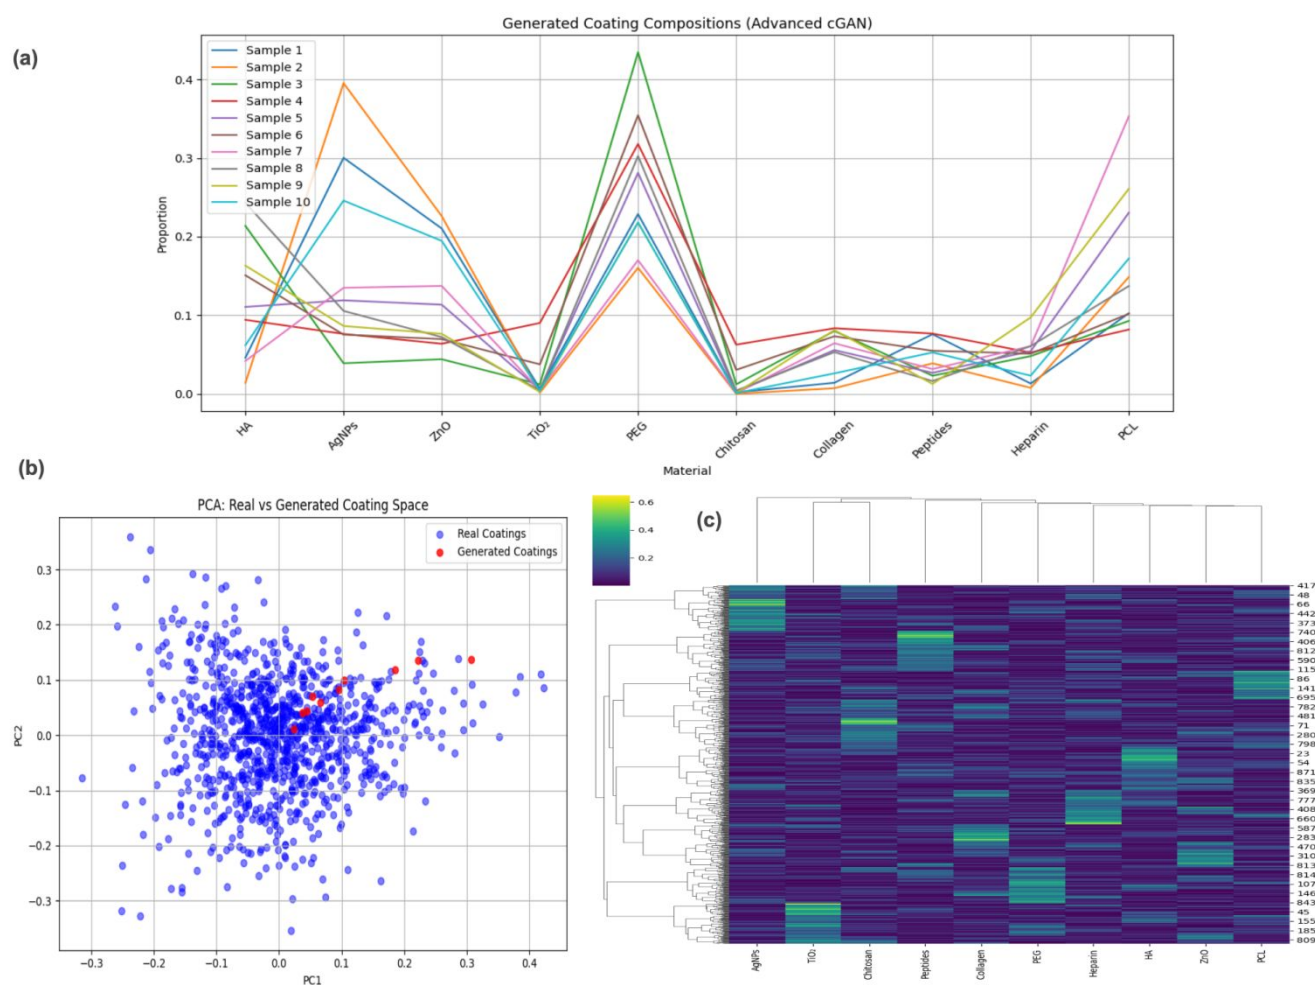 (a)
Generated Coating Compositions (Advanced cGAN)
Sample 1
Sample 2
Sample 3
Sample 4
Sample 5
Sample 6
Sample 7
Sample 8
Sample 9
Sample 10
Proportion
0.4
0.3
0.2
0.1
0.0
HA
AgNPs
ZnO
TiO₂
PEG
Chitosan
Collagen
Peptides
Heparin
PCL
Material
(b)
PCA: Real vs Generated Coating Space
Real Coatings
Generated Coatings
PC2
0.3
0.2
0.1
0.0
−0.1
−0.2
−0.3
−0.3
−0.2
−0.1
0.0
0.1
0.2
0.3
0.4
PC1
(c)
0.6
0.4
0.2
417
48
66
442
373
740
406
812
590
115
86
141
695
782
481
71
280
798
23
54
871
835
369
777
408
660
587
283
470
310
813
814
107
146
843
45
155
185
809
AgNPs
TiO₂
Chitosan
Peptides
Collagen
PEG
Heparin
HA
ZnO
PCL